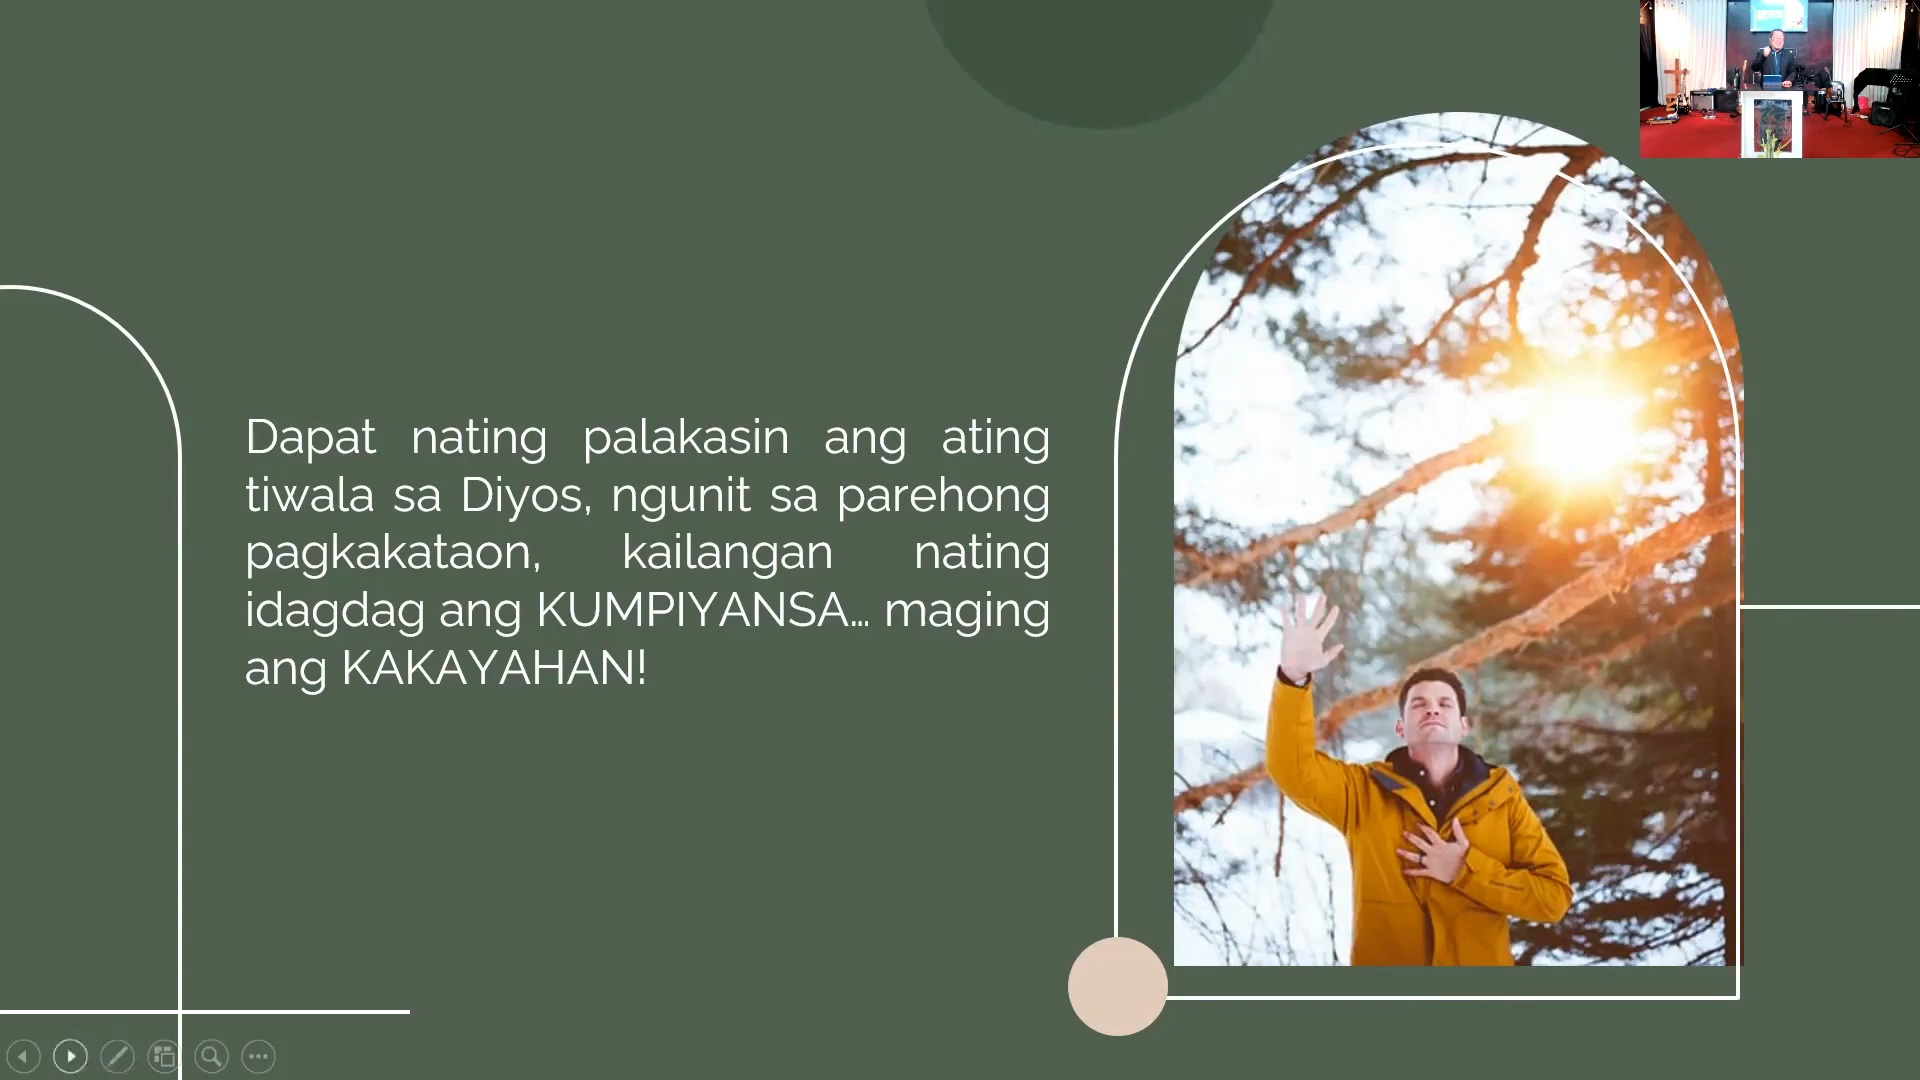 Dapat nating palakasin ang ating
tiwala sa Diyos, ngunit sa parehong
pagkakataon, kailangan nating
idagdag ang KUMPIYANSA... maging
ang KAKAYAHAN!